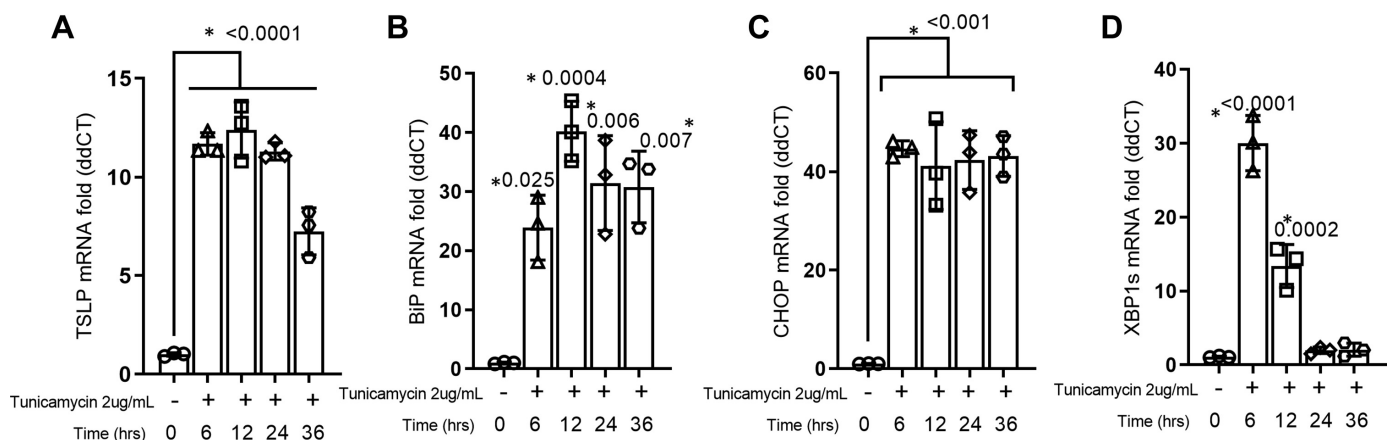 A
* <0.0001
TSLP mRNA fold (ddCT)
15
10
5
0
Tunicamycin 2ug/mL - + + + +
Time (hrs) 0 6 12 24 36
B
* 0.0004
*
0.006
*
0.007
*0.025
BiP mRNA fold (ddCT)
50
40
30
20
10
0
Tunicamycin 2ug/mL - + + + +
Time (hrs) 0 6 12 24 36
C
* <0.001
CHOP mRNA fold (ddCT)
60
40
20
0
Tunicamycin 2ug/mL - + + + +
Time (hrs) 0 6 12 24 36
D
* <0.0001
*
0.0002
XBP1s mRNA fold (ddCT)
40
30
20
10
0
Tunicamycin 2ug/mL - + + + +
Time (hrs) 0 6 12 24 36